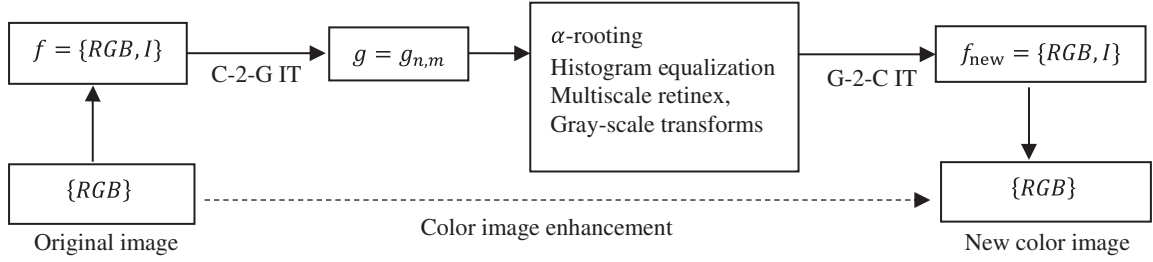 f = {RGB, I}
C-2-G IT
g = gₙ,ₘ
α-rooting
Histogram equalization
Multiscale retinex,
Gray-scale transforms
G-2-C IT
f_new = {RGB, I}
{RGB}
Original image
Color image enhancement
{RGB}
New color image